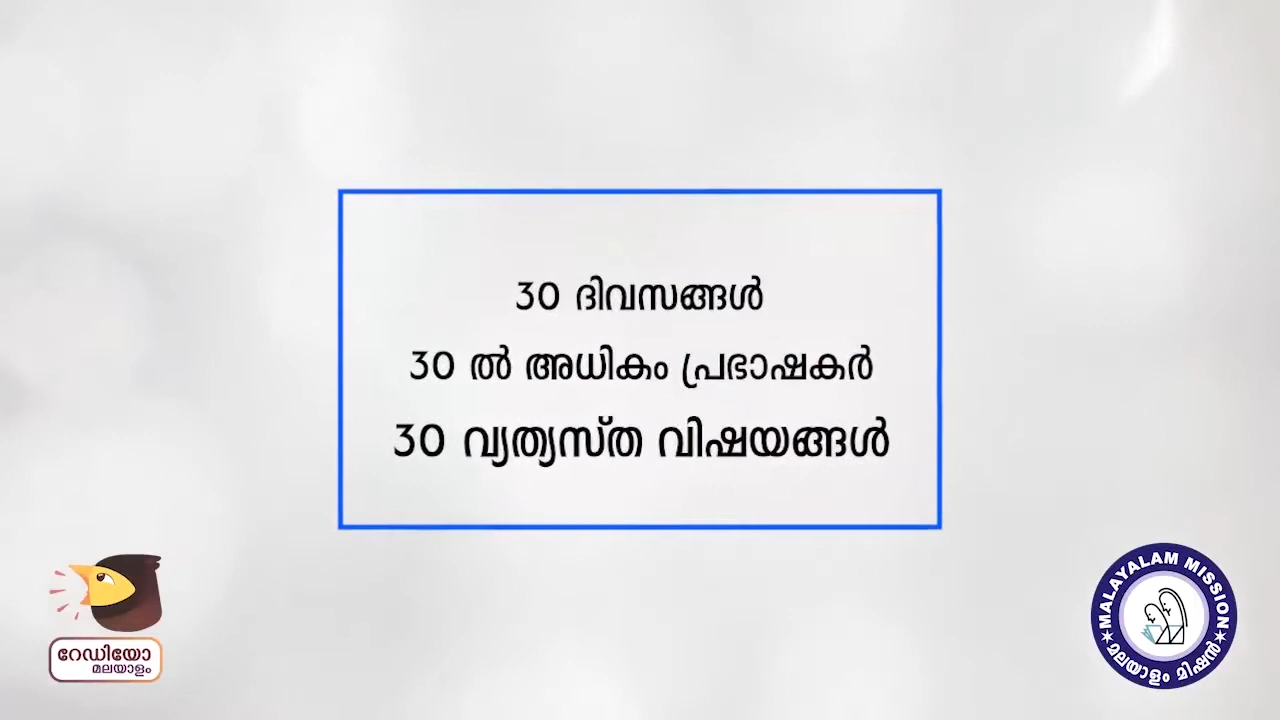 30 ദിവസങ്ങൾ
30 ൽ അധികം പ്രഭാഷകർ
30 വ്യത്യസ്ത വിഷയങ്ങൾ
റേഡിയോ
മലയാളം
MALAYALAM MISSION
മലയാളം മിഷൻ